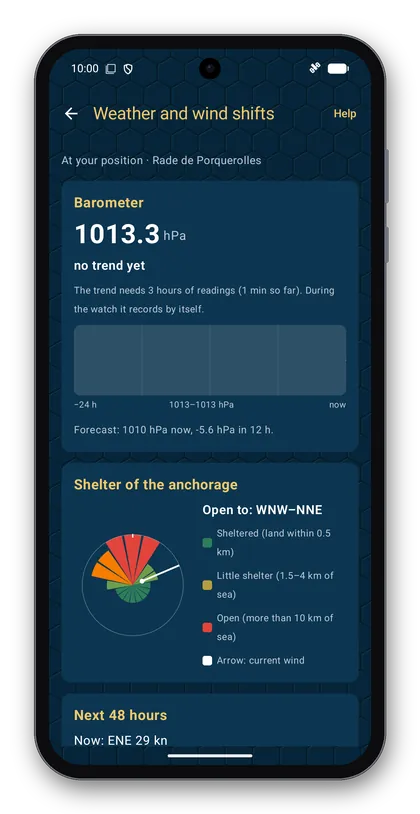 10:00
Weather and wind shifts
Help
At your position · Rade de Porquerolles
Barometer
1013.3 hPa
no trend yet
The trend needs 3 hours of readings (1 min so far). During
the watch it records by itself.
−24 h 1013–1013 hPa now
Forecast: 1010 hPa now, -5.6 hPa in 12 h.
Shelter of the anchorage
Open to: WNW–NNE
Sheltered (land within 0.5
km)
Little shelter (1.5–4 km of
sea)
Open (more than 10 km of
sea)
Arrow: current wind
Next 48 hours
Now: ENE 29 kn